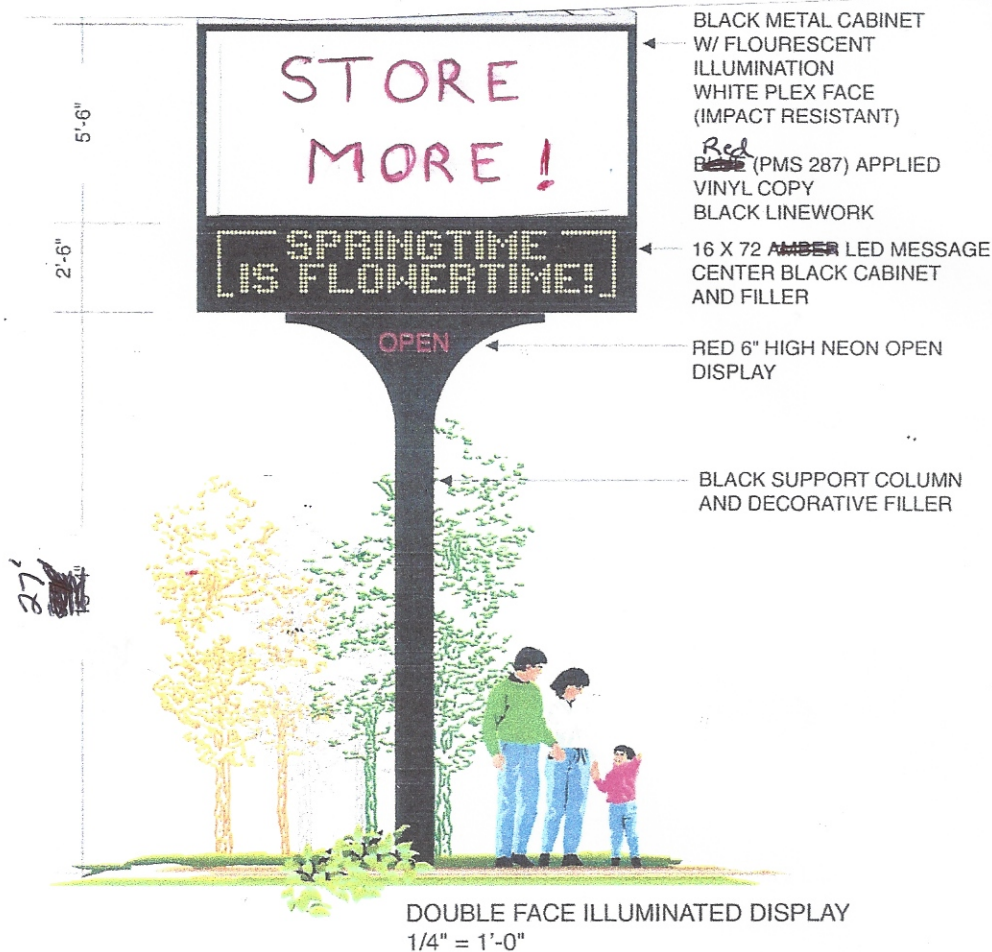 STORE
MORE!
SPRINGTIME
IS FLOWERTIME!
OPEN
5'-6"
2'-6"
27'
BLACK METAL CABINET
W/ FLOURESCENT
ILLUMINATION
WHITE PLEX FACE
(IMPACT RESISTANT)
Red
BLUE (PMS 287) APPLIED
VINYL COPY
BLACK LINEWORK
16 X 72 AMBER LED MESSAGE
CENTER BLACK CABINET
AND FILLER
RED 6" HIGH NEON OPEN
DISPLAY
BLACK SUPPORT COLUMN
AND DECORATIVE FILLER
DOUBLE FACE ILLUMINATED DISPLAY
1/4" = 1'-0"